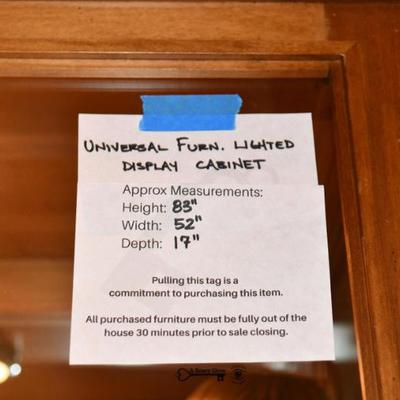 UNIVERSAL FURN. LIGHTED
DISPLAY CABINET
Approx Measurements:
Height: 83"
Width: 52"
Depth: 17"
Pulling this tag is a
commitment to purchasing this item.
All purchased furniture must be fully out of the
house 30 minutes prior to sale closing.